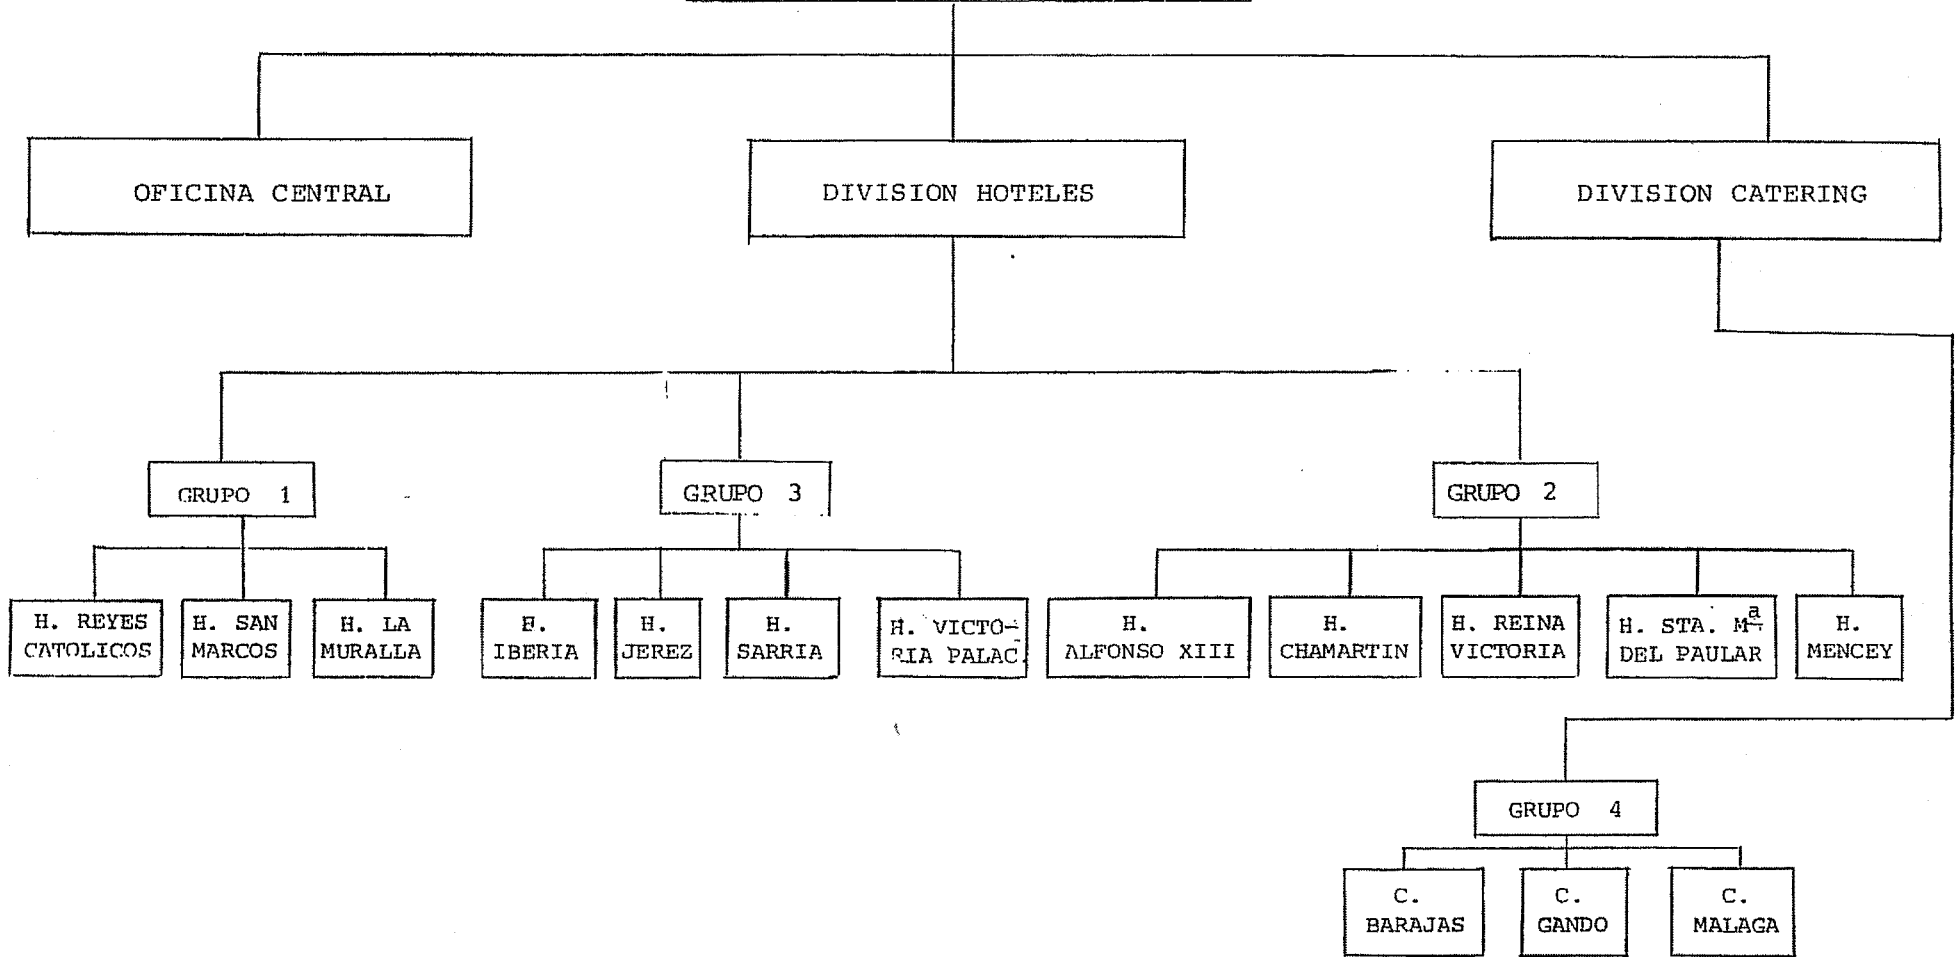 OFICINA CENTRAL
DIVISION HOTELES
DIVISION CATERING
GRUPO 1
GRUPO 3
GRUPO 2
H. REYES
CATOLICOS
H. SAN
MARCOS
H. LA
MURALLA
H.
IBERIA
H.
JEREZ
H.
SARRIA
H. VICTO-
RIA PALAC.
H.
ALFONSO XIII
H.
CHAMARTIN
H. REINA
VICTORIA
H. STA. Mª
DEL PAULAR
H.
MENCEY
GRUPO 4
C.
BARAJAS
C.
GANDO
C.
MALAGA